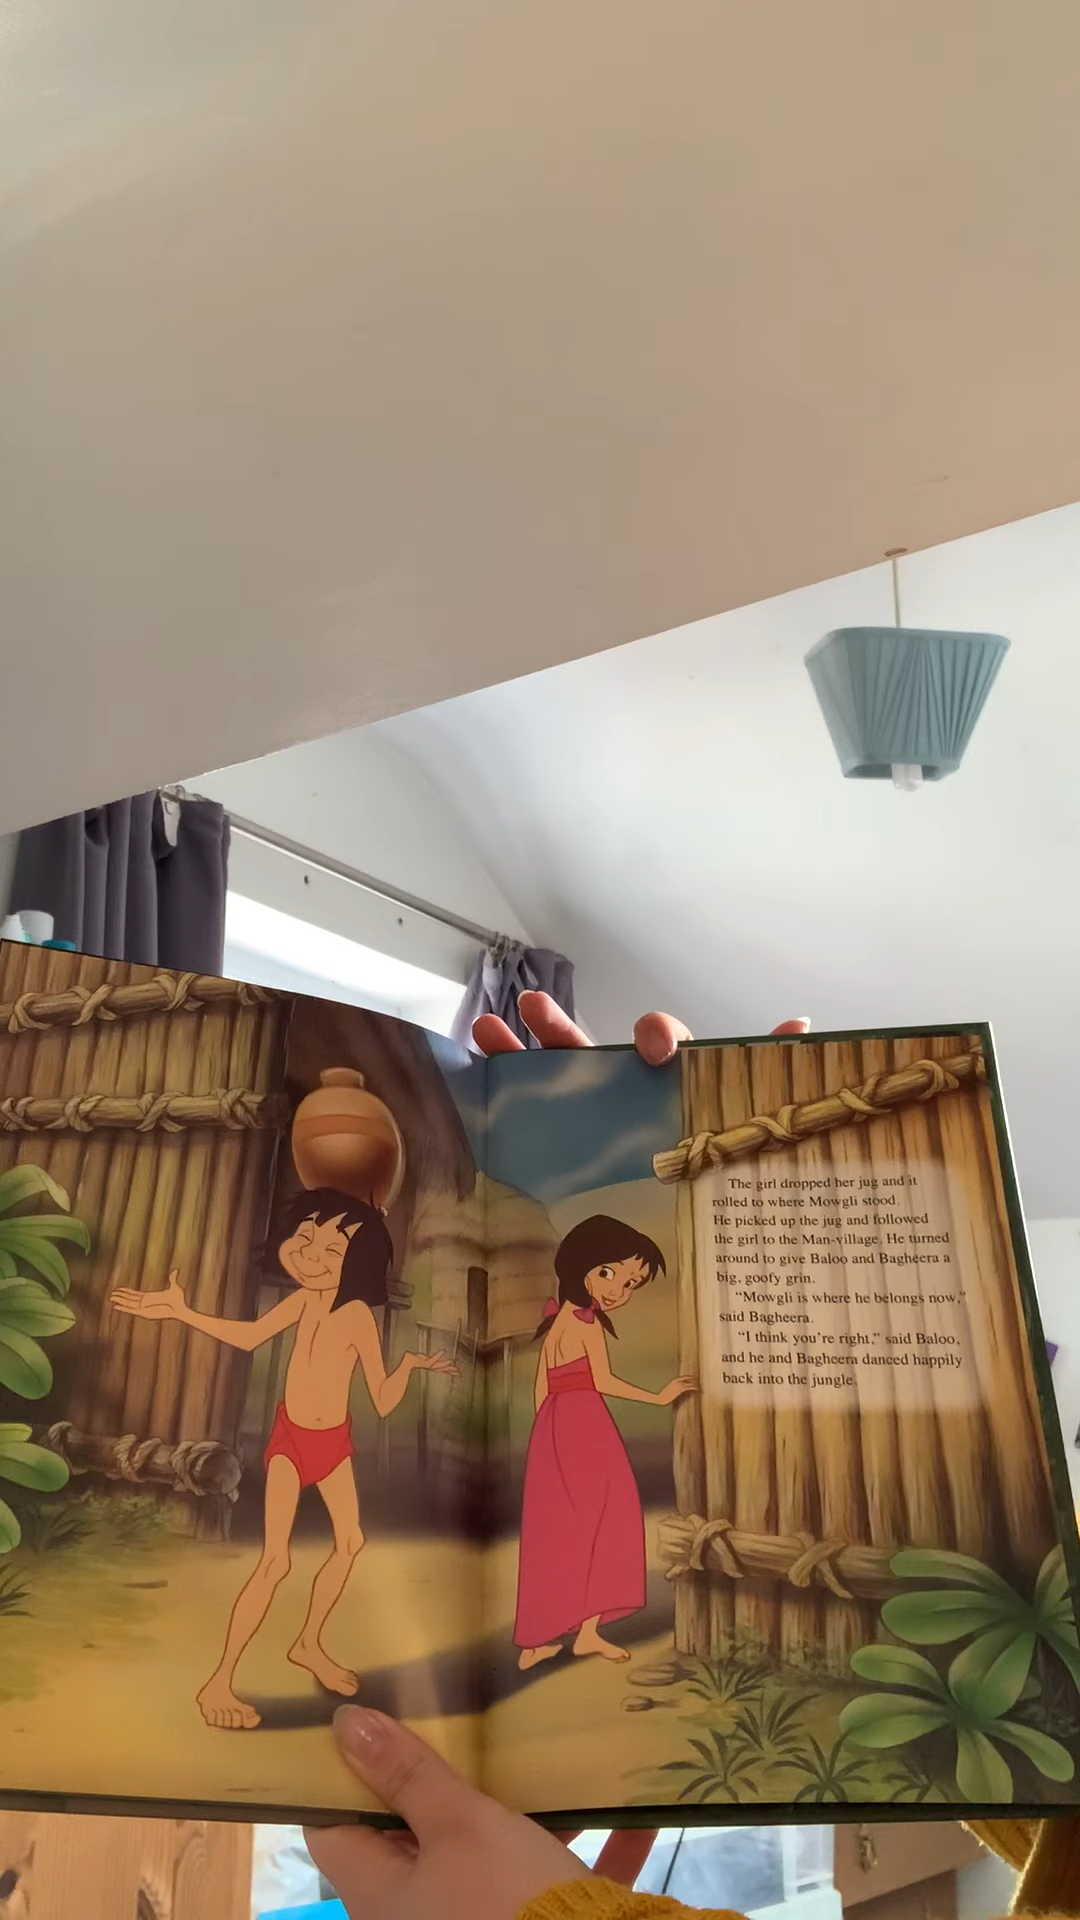 The girl dropped her jug and it
rolled to where Mowgli stood.
He picked up the jug and followed
the girl to the Man-village. He turned
around to give Baloo and Bagheera a
big, goofy grin.
“Mowgli is where he belongs now,”
said Bagheera.
“I think you’re right,” said Baloo,
and he and Bagheera danced happily
back into the jungle.